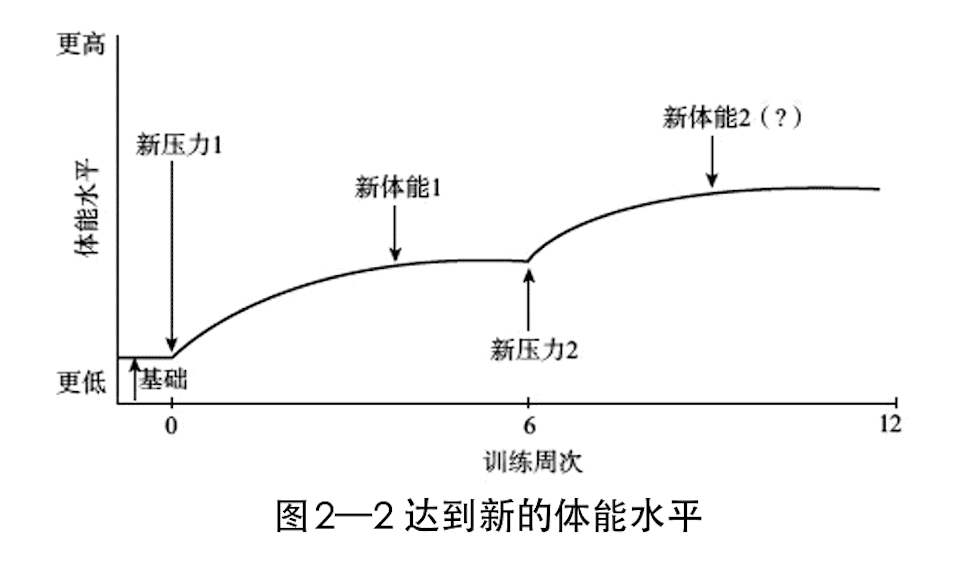 更高
新压力1
新体能1
新体能2（?）
体能水平
新压力2
更低
基础
0
6
12
训练周次
图2—2 达到新的体能水平